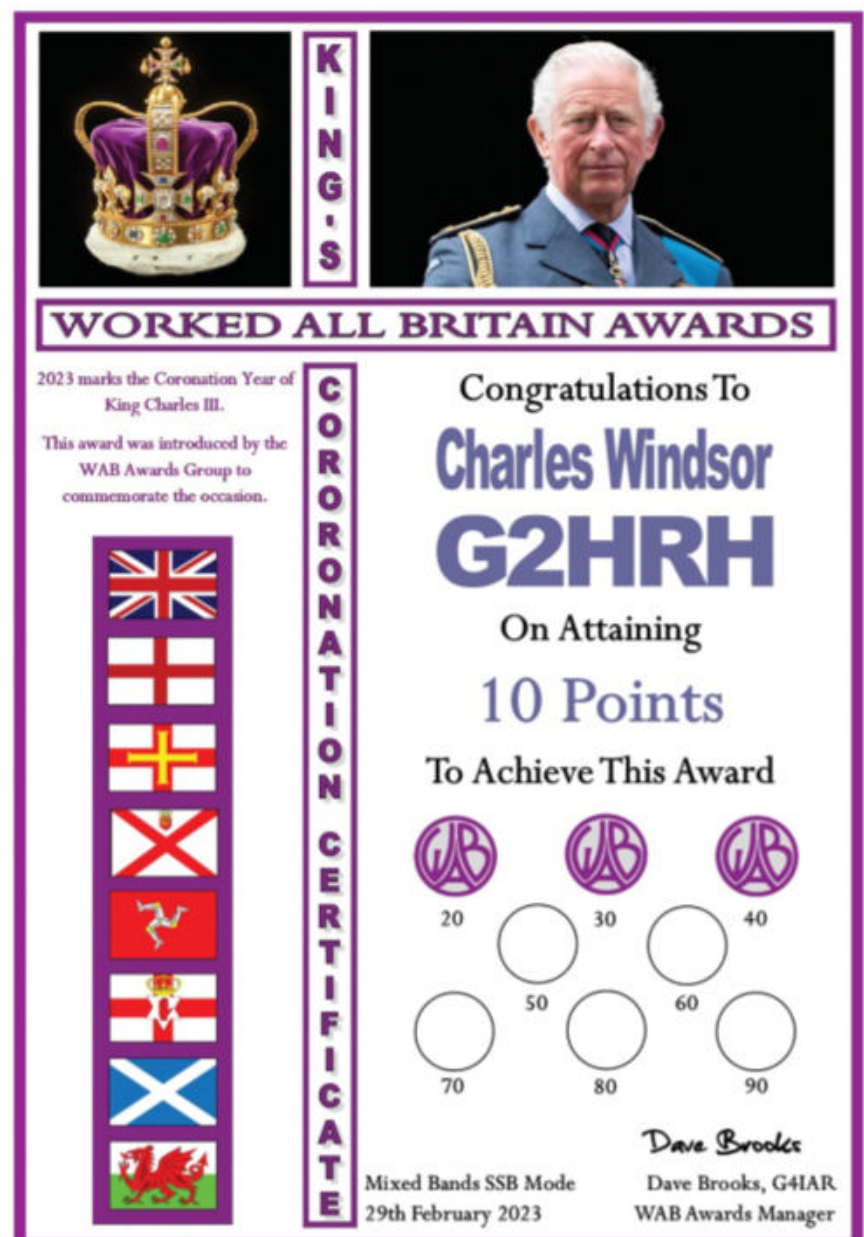 KING'S
WORKED ALL BRITAIN AWARDS
2023 marks the Coronation Year of
King Charles III.
This award was introduced by the
WAB Awards Group to
commemorate the occasion.
CORORONATION CERTIFICATE
Congratulations To
Charles Windsor
G2HRH
On Attaining
10 Points
To Achieve This Award
WAB WAB WAB
20 30 40
50 60
70 80 90
Dave Brooks
Mixed Bands SSB Mode
29th February 2023
Dave Brooks, G4IAR
WAB Awards Manager